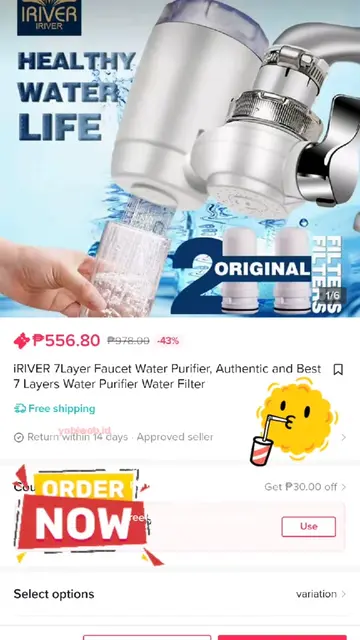 IRIVER
IRIVER
HEALTHY
WATER
LIFE
2 ORIGINAL
FILTERS
FILTERS
1/6
₱556.80 ₱978.00 -43%
iRIVER 7Layer Faucet Water Purifier, Authentic and Best
7 Layers Water Purifier Water Filter
Free shipping
Return within 14 days · Approved seller
Get ₱30.00 off
ORDER
NOW
Use
Select options
variation